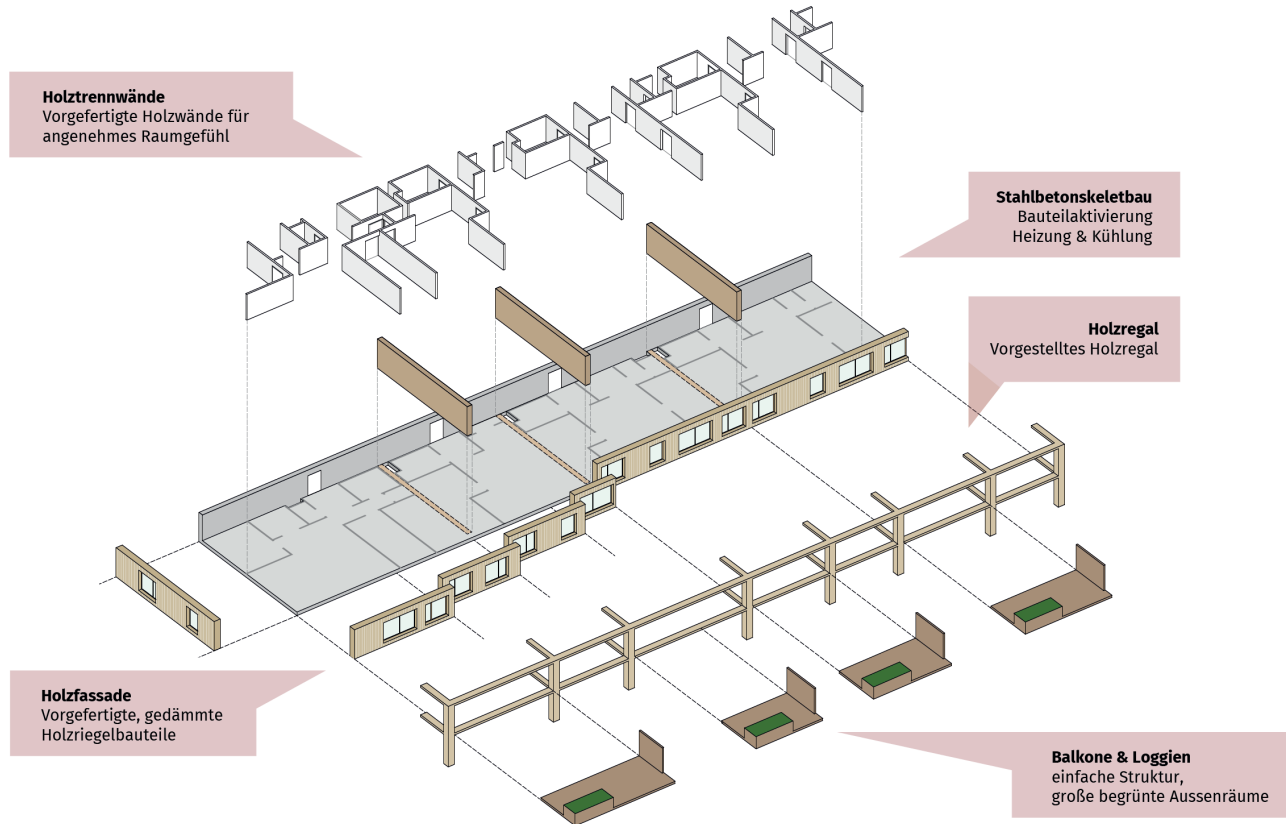 Holztrennwände
Vorgefertigte Holzwände für
angenehmes Raumgefühl
Stahlbetonskeletbau
Bauteilaktivierung
Heizung & Kühlung
Holzregal
Vorgestelltes Holzregal
Holzfassade
Vorgefertigte, gedämmte
Holzriegelbauteile
Balkone & Loggien
einfache Struktur,
große begrünte Aussenräume